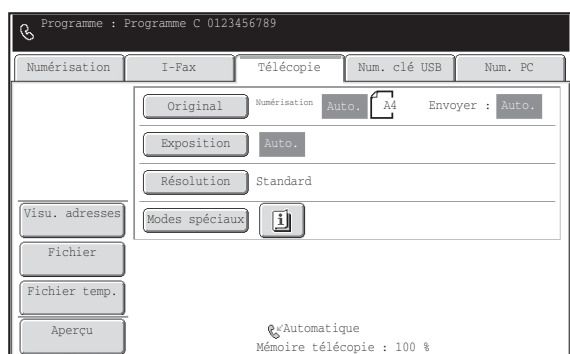 Programme : Programme C 0123456789
Numérisation I-Fax Télécopie Num. clé USB Num. PC
Original Numérisation Auto. A4 Envoyer : Auto.
Exposition Auto.
Résolution Standard
Visu. adresses Modes spéciaux
Fichier
Fichier temp.
Aperçu Automatique
Mémoire télécopie : 100 %